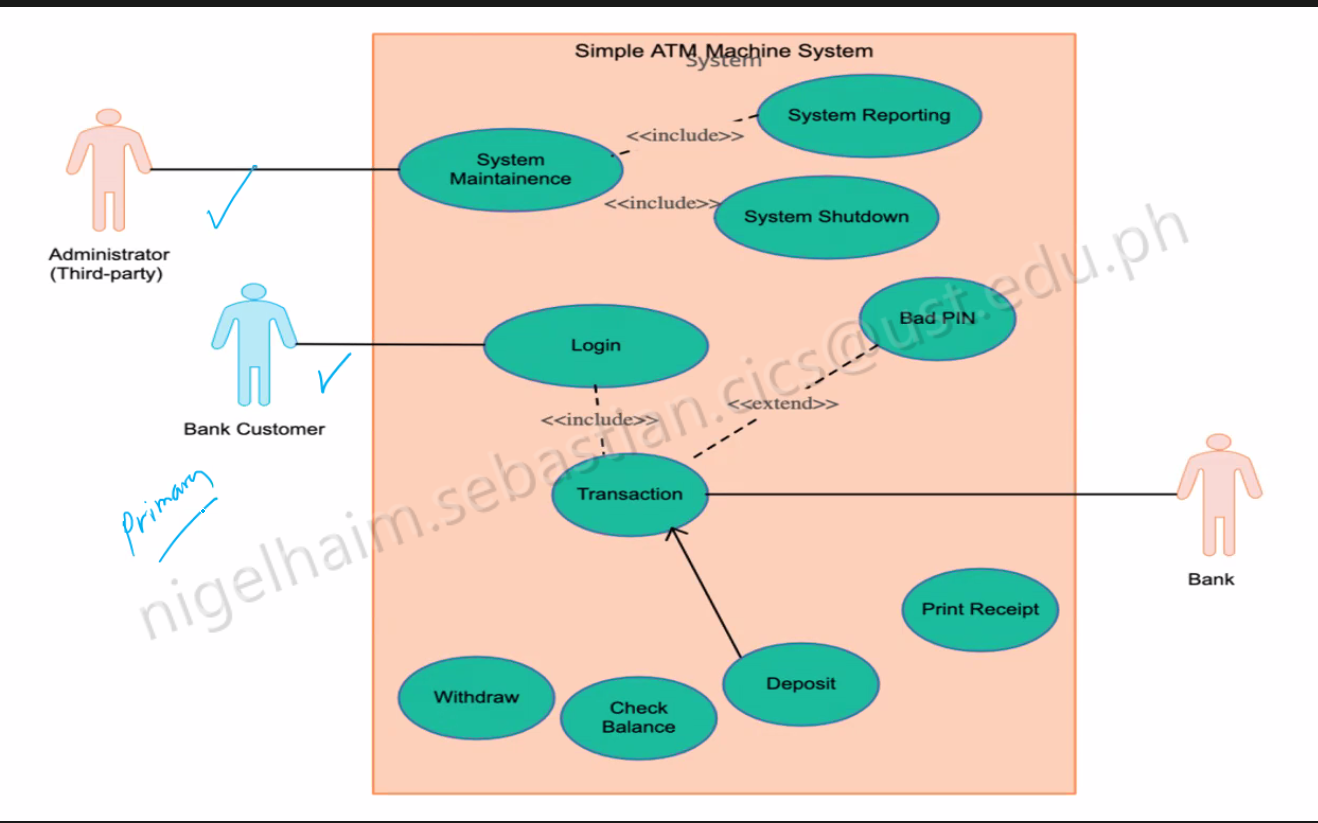 Simple ATM Machine System
System
System Reporting
<<include>>
System
Maintainence
<<include>>
System Shutdown
Administrator
(Third-party)
Bad PIN
Login
<<extend>>
<<include>>
Bank Customer
Primary
Transaction
nigelhaim.sebastian.cics@ust.edu.ph
Bank
Print Receipt
Withdraw
Check
Balance
Deposit